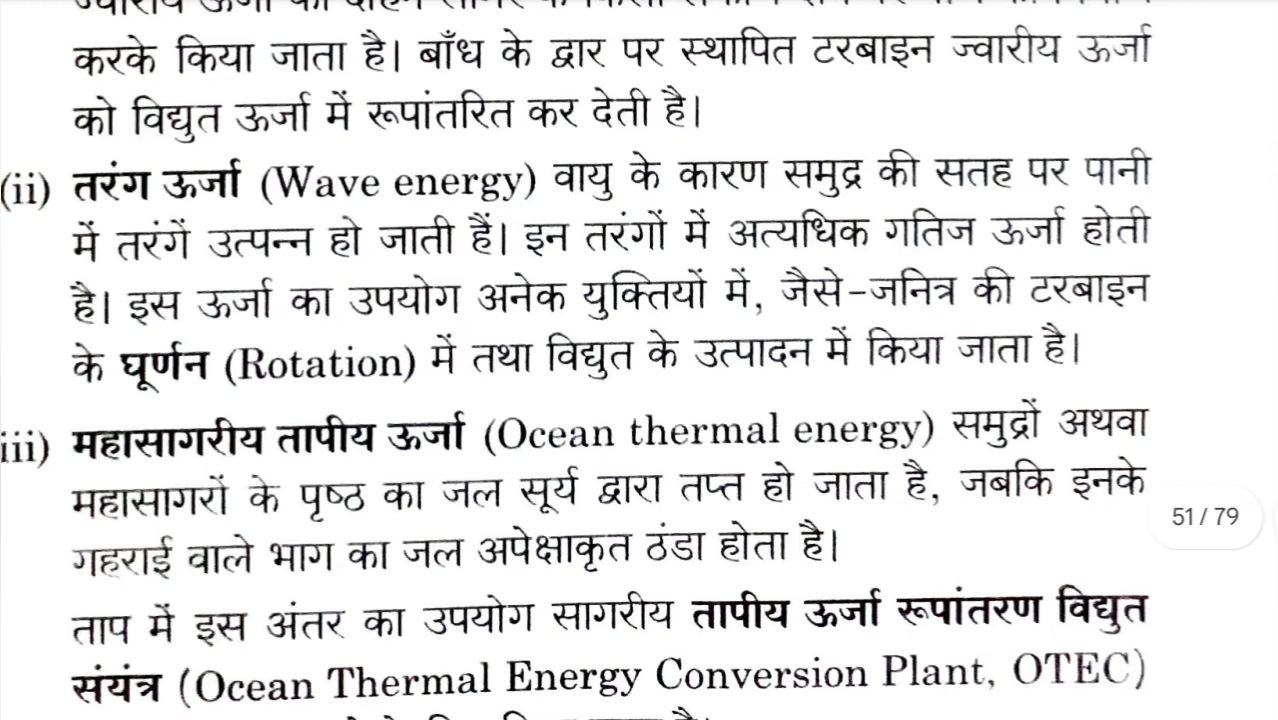 करके किया जाता है। बाँध के द्वार पर स्थापित टरबाइन ज्वारीय ऊर्जा
को विद्युत ऊर्जा में रूपांतरित कर देती है।
(ii) तरंग ऊर्जा (Wave energy) वायु के कारण समुद्र की सतह पर पानी
में तरंगें उत्पन्न हो जाती हैं। इन तरंगों में अत्यधिक गतिज ऊर्जा होती
है। इस ऊर्जा का उपयोग अनेक युक्तियों में, जैसे-जनित्र की टरबाइन
के घूर्णन (Rotation) में तथा विद्युत के उत्पादन में किया जाता है।
iii) महासागरीय तापीय ऊर्जा (Ocean thermal energy) समुद्रों अथवा
महासागरों के पृष्ठ का जल सूर्य द्वारा तप्त हो जाता है, जबकि इनके
51 / 79
गहराई वाले भाग का जल अपेक्षाकृत ठंडा होता है।
ताप में इस अंतर का उपयोग सागरीय तापीय ऊर्जा रूपांतरण विद्युत
संयंत्र (Ocean Thermal Energy Conversion Plant, OTEC)